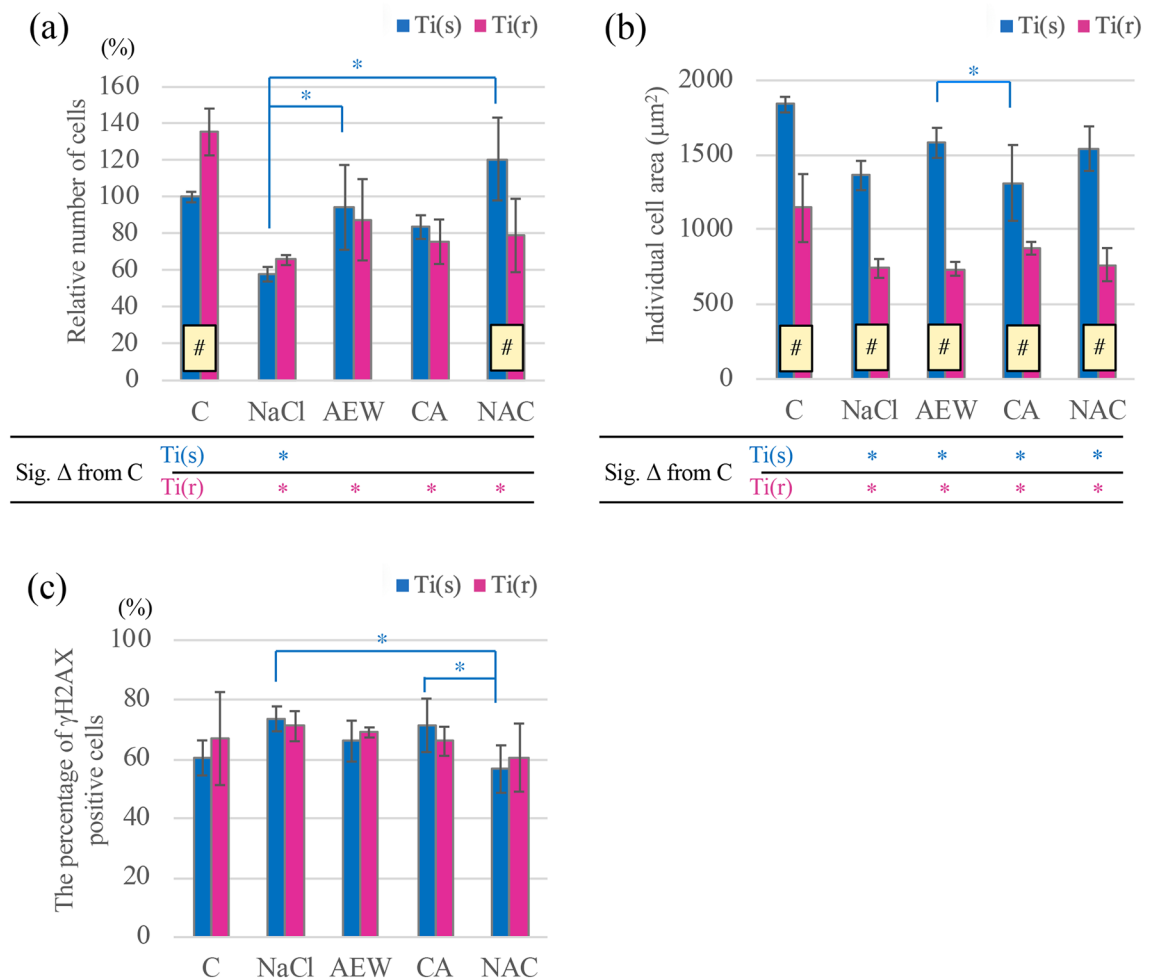 (a)
Ti(s) Ti(r)
(%)
Relative number of cells
160
140
120
100
80
60
40
20
0
*
*
# #
C NaCl AEW CA NAC
Sig. Δ from C
Ti(s) *
Ti(r) * * * *
(b)
Ti(s) Ti(r)
Individual cell area (μm²)
2000
1500
1000
500
0
*
# # # # #
C NaCl AEW CA NAC
Sig. Δ from C
Ti(s) * * * *
Ti(r) * * * *
(c)
Ti(s) Ti(r)
(%)
The percentage of γH2AX
positive cells
100
80
60
40
20
0
*
*
C NaCl AEW CA NAC